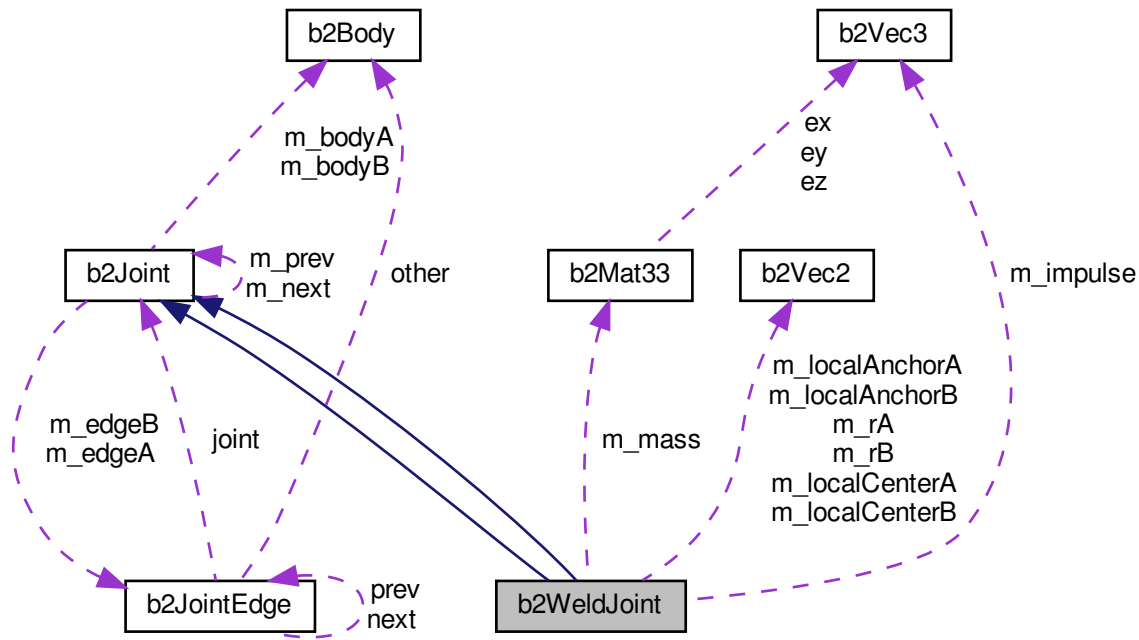 b2Body
b2Vec3
m_bodyA
m_bodyB
ex
ey
ez
b2Joint
m_prev
m_next
other
b2Mat33
b2Vec2
m_impulse
m_edgeB
m_edgeA
joint
m_mass
m_localAnchorA
m_localAnchorB
m_rA
m_rB
m_localCenterA
m_localCenterB
b2JointEdge
prev
next
b2WeldJoint